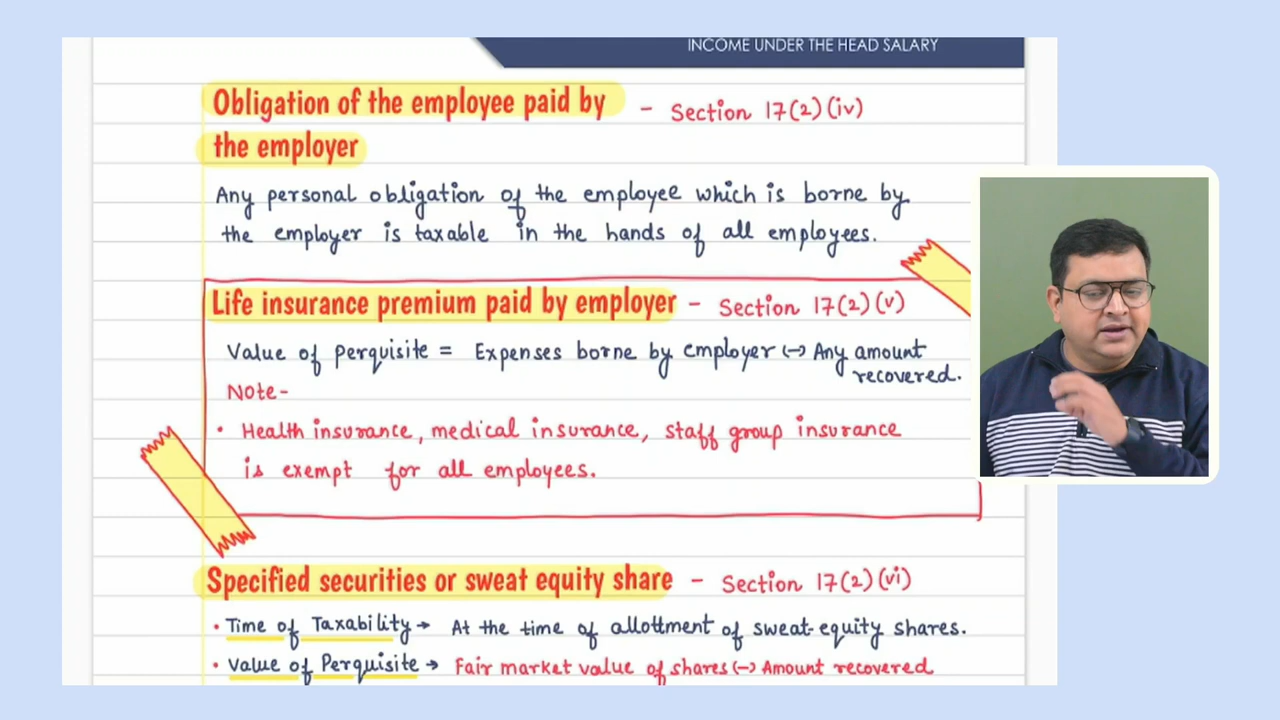 INCOME UNDER THE HEAD SALARY
Obligation of the employee paid by the employer - Section 17(2)(iv)
Any personal obligation of the employee which is borne by
the employer is taxable in the hands of all employees.
Life insurance premium paid by employer - Section 17(2)(v)
Value of perquisite = Expenses borne by employer (-) Any amount
recovered.
Note-
• Health insurance, medical insurance, staff group insurance
is exempt for all employees.
Specified securities or sweat equity share - Section 17(2)(vi)
• Time of Taxability → At the time of allottment of sweat-equity shares.
• Value of Perquisite → Fair market value of shares (-) Amount recovered